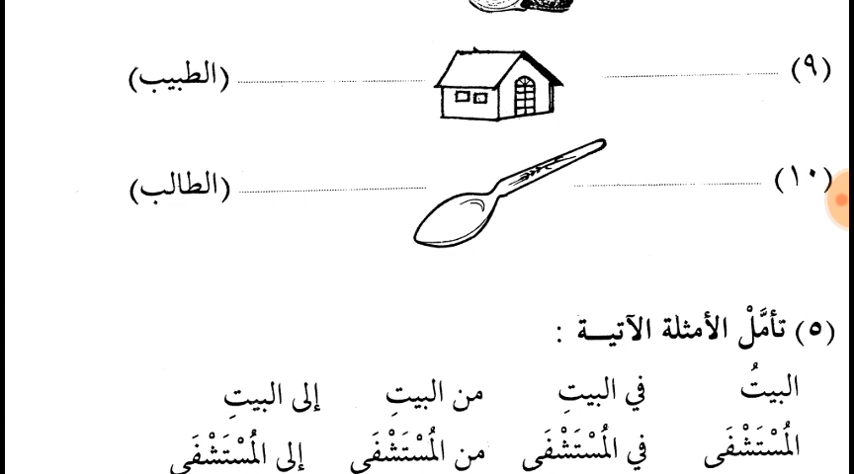 (٩) (الطبيب)
(١٠) (الطالب)
(٥) تأمَّلْ الأمثلة الآتيـــة :
البيتُ في البيتِ من البيتِ إلى البيتِ
المُسْتَشْفَى في المُسْتَشْفَى من المُسْتَشْفَى إلى المُسْتَشْفَى